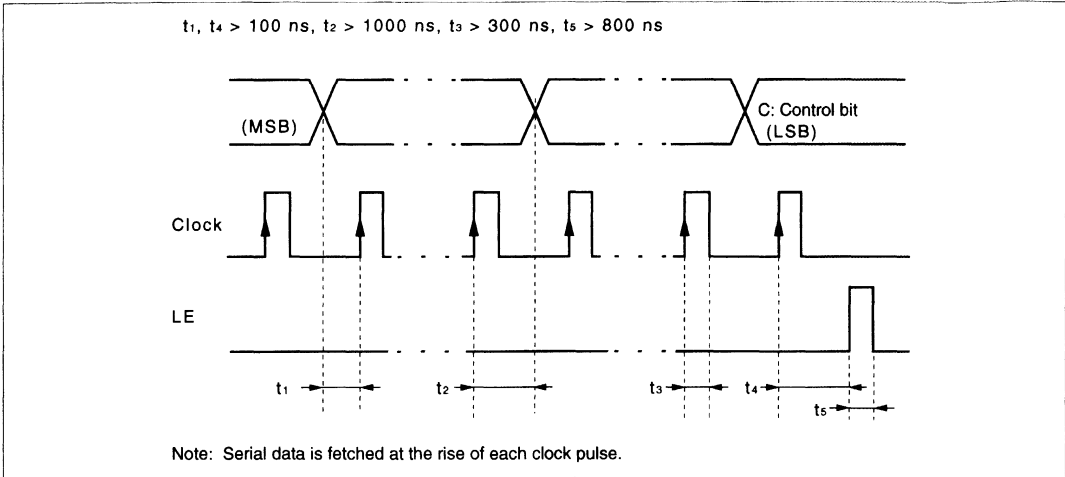 t1, t4 > 100 ns, t2 > 1000 ns, t3 > 300 ns, t5 > 800 ns
(MSB)
C: Control bit
(LSB)
Clock
LE
t1
t2
t3
t4
t5
Note: Serial data is fetched at the rise of each clock pulse.